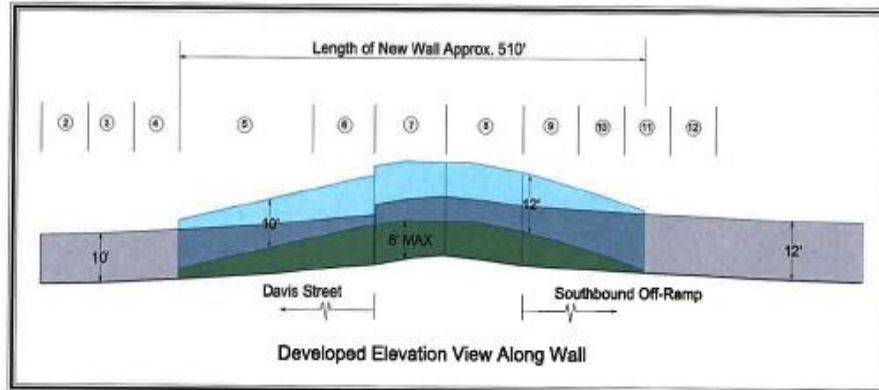 Length of New Wall Approx. 510'
② ③ ④ ⑤ ⑥ ⑦ ⑧ ⑨ ⑩ ⑪ ⑫
10'
12'
10'
8' MAX
12'
Davis Street
Southbound Off-Ramp
Developed Elevation View Along Wall